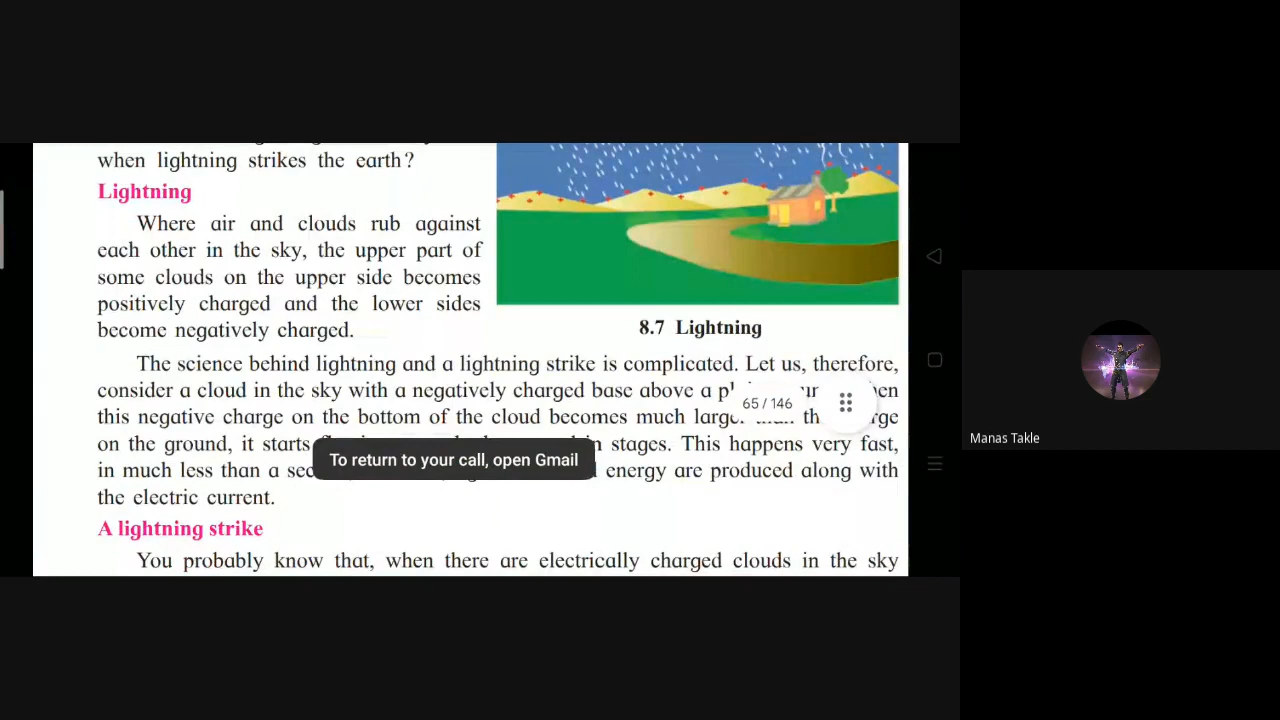 when lightning strikes the earth?
Lightning
Where air and clouds rub against
each other in the sky, the upper part of
some clouds on the upper side becomes
positively charged and the lower sides
become negatively charged.
8.7 Lightning
The science behind lightning and a lightning strike is complicated. Let us, therefore,
consider a cloud in the sky with a negatively charged base above a
this negative charge on the bottom of the cloud becomes much
65 / 146
on the ground, it starts in stages. This happens very fast,
To return to your call, open Gmail
in much less than a energy are produced along with
the electric current.
A lightning strike
You probably know that, when there are electrically charged clouds in the sky
Manas Takle